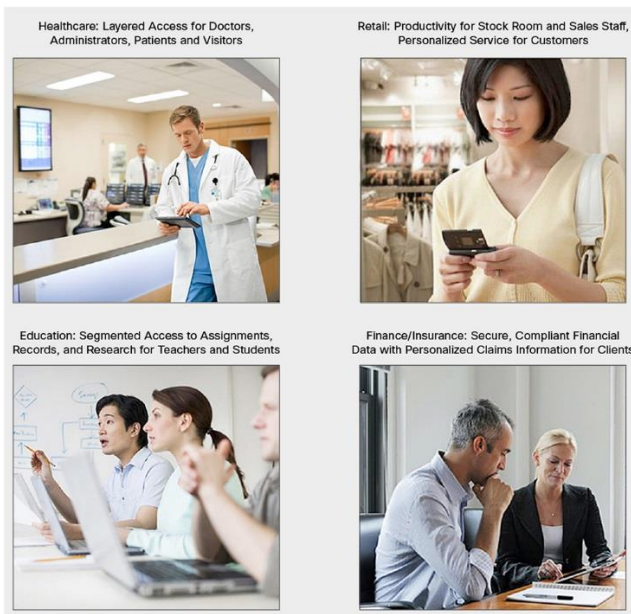 Healthcare: Layered Access for Doctors,
Administrators, Patients and Visitors
Retail: Productivity for Stock Room and Sales Staff,
Personalized Service for Customers
Education: Segmented Access to Assignments,
Records, and Research for Teachers and Students
Finance/Insurance: Secure, Compliant Financial
Data with Personalized Claims Information for Clients